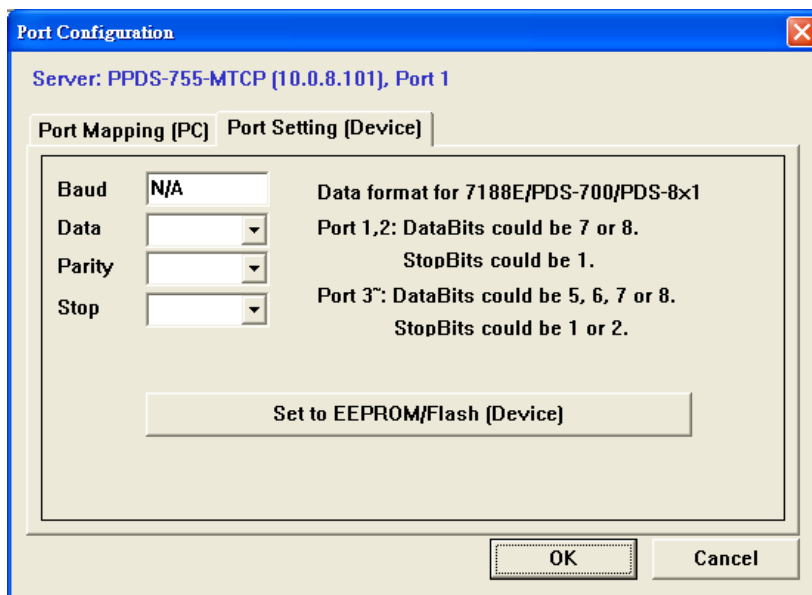 Port Configuration
Server: PPDS-755-MTCP (10.0.8.101), Port 1
Port Mapping (PC)
Port Setting (Device)
Baud
N/A
Data
Parity
Stop
Data format for 7188E/PDS-700/PDS-8x1
Port 1,2: DataBits could be 7 or 8.
StopBits could be 1.
Port 3~: DataBits could be 5, 6, 7 or 8.
StopBits could be 1 or 2.
Set to EEPROM/Flash (Device)
OK
Cancel